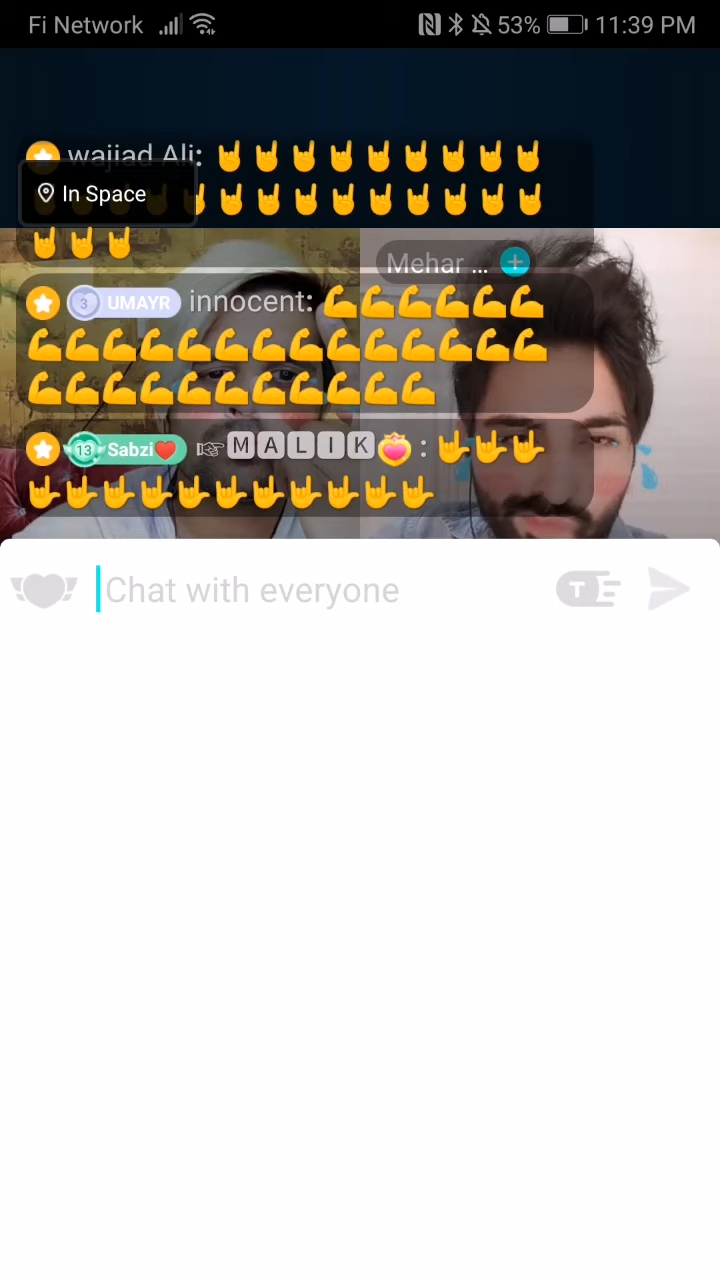 Fi Network 53% 11:39 PM
wajjad Ali: 🤘 🤘 🤘 🤘 🤘 🤘 🤘 🤘 🤘
In Space 🤘 🤘 🤘 🤘 🤘 🤘 🤘 🤘 🤘
🤘 🤘 🤘
Mehar ...
3 UMAYR innocent: 💪💪💪💪💪💪
💪💪💪💪💪💪💪💪💪💪💪💪💪💪
💪💪💪💪💪💪💪💪💪💪💪
13 Sabzi❤️ ☞🄼🄰🄻🄸🄺 : 🤟🤟🤟
🤟🤟🤟🤟🤟🤟🤟🤟🤟🤟🤟
Chat with everyone
T